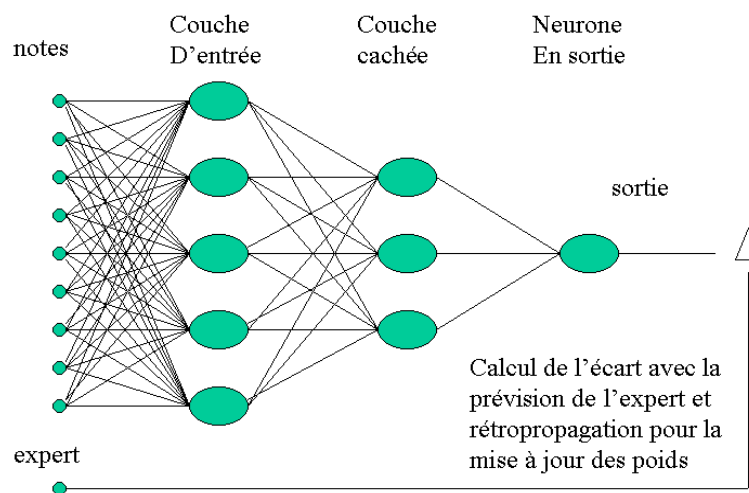 notes
Couche
D'entrée
Couche
cachée
Neurone
En sortie
sortie
Calcul de l'écart avec la
prévision de l'expert et
rétropropagation pour la
mise à jour des poids
expert